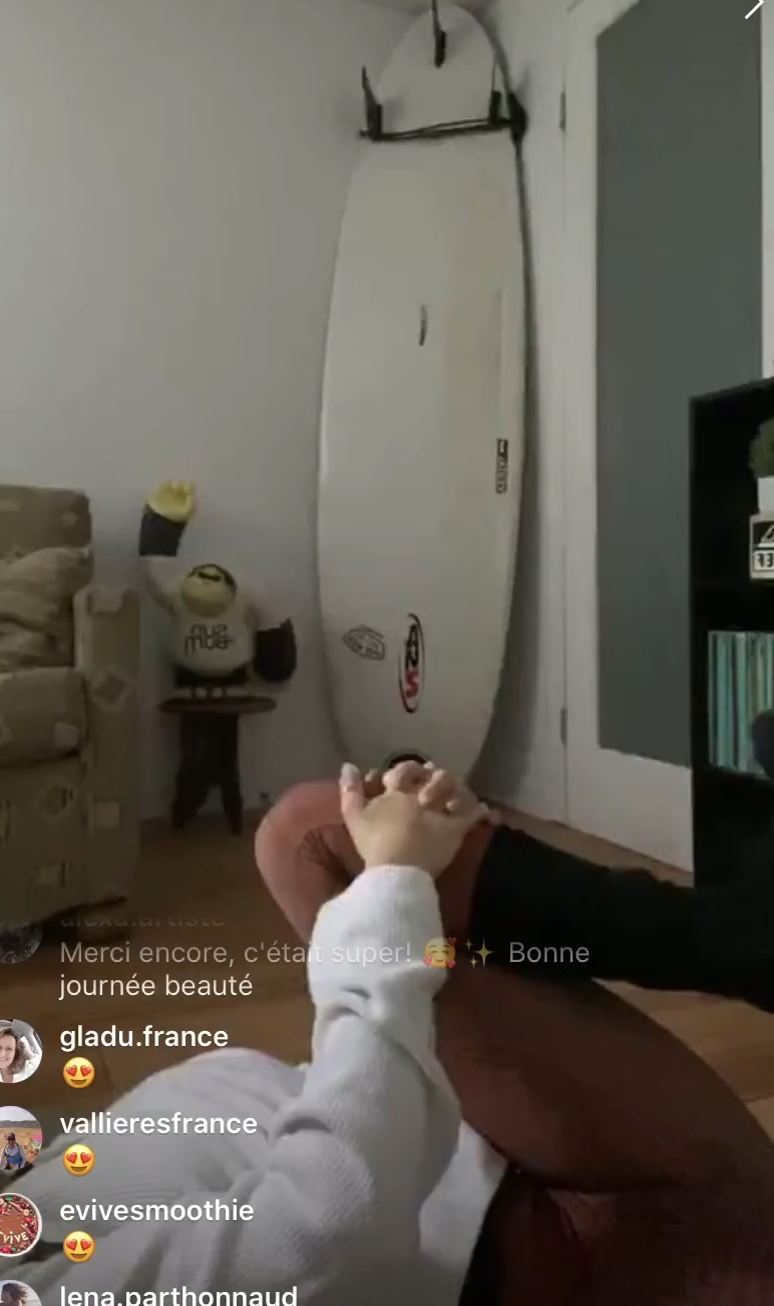 Merci encore, c'était super! 🥰✨ Bonne
journée beauté
gladu.france
😍
vallieresfrance
😍
evivesmoothie
😍
lena.parthonnaud